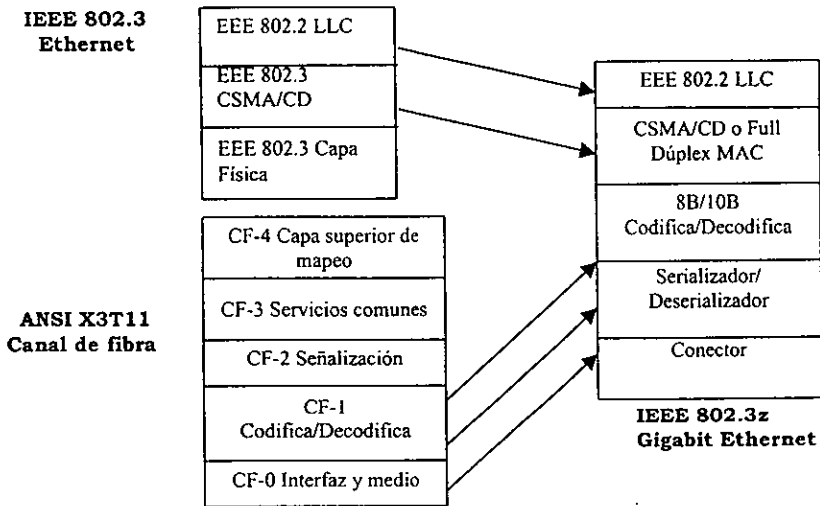 IEEE 802.3
Ethernet
EEE 802.2 LLC
EEE 802.3
CSMA/CD
EEE 802.3 Capa
Física
CF-4 Capa superior de
mapeo
CF-3 Servicios comunes
CF-2 Señalización
CF-1
Codifica/Decodifica
CF-0 Interfaz y medio
ANSI X3T11
Canal de fibra
EEE 802.2 LLC
CSMA/CD o Full
Dúplex MAC
8B/10B
Codifica/Decodifica
Serializador/
Deserializador
Conector
IEEE 802.3z
Gigabit Ethernet